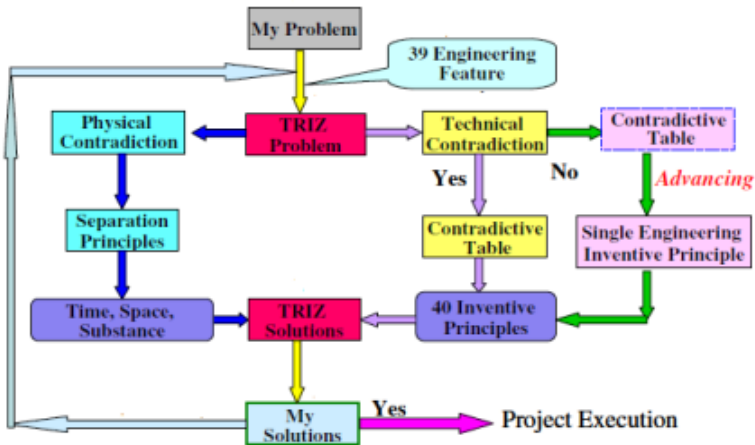 My Problem
39 Engineering
Feature
Physical
Contradiction
TRIZ
Problem
Technical
Contradiction
Contradictive
Table
Yes
No
Advancing
Separation
Principles
Contradictive
Table
Single Engineering
Inventive Principle
Time, Space,
Substance
TRIZ
Solutions
40 Inventive
Principles
My
Solutions
Yes
Project Execution